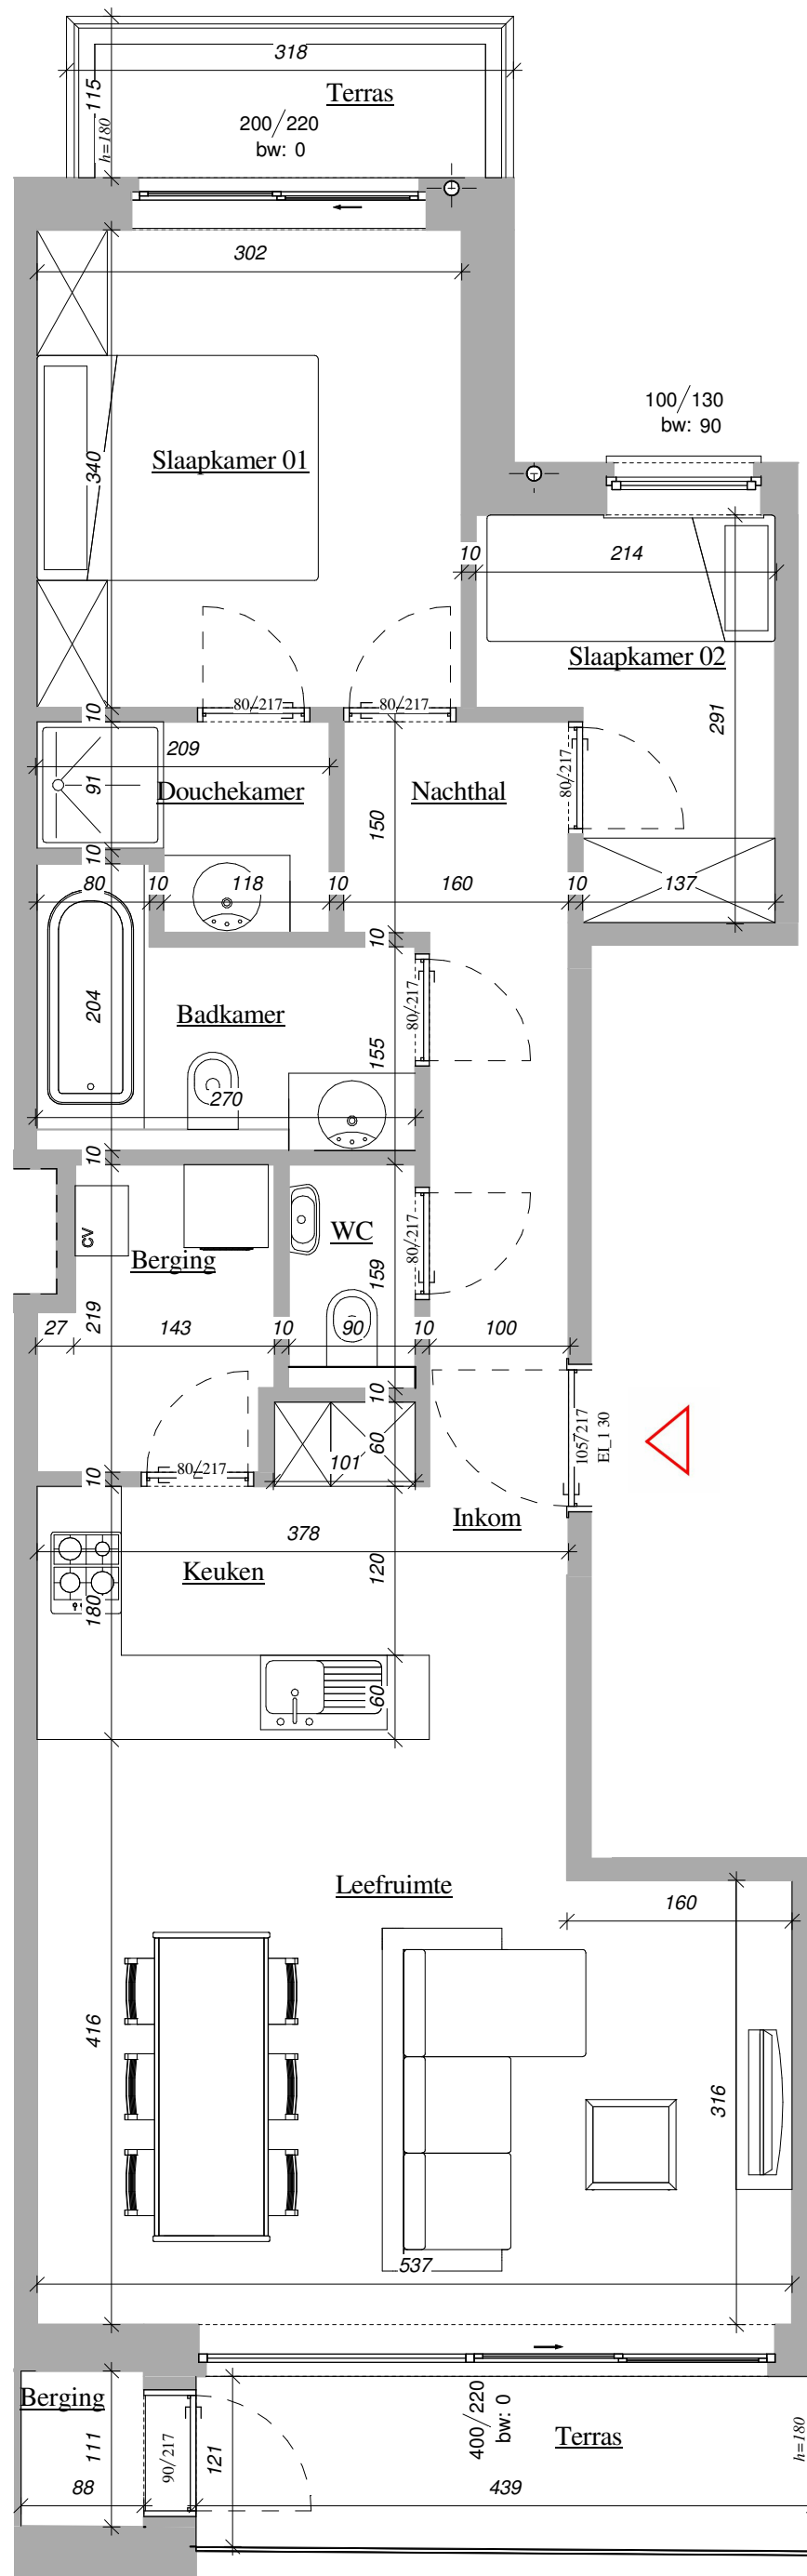 318
115
h=180
Terras
200/220
bw: 0
302
340
Slaapkamer 01
100/130
bw: 90
10
214
Slaapkamer 02
291
80/217
80/217
10
209
91
Douchekamer
Nachthal
150
80/217
10
80
10
118
10
160
10
137
10
204
Badkamer
80/217
155
270
10
CV
Berging
WC
80/217
159
219
27
143
10
90
10
100
10
60
101
105/217
EI_1 30
10
80/217
Inkom
378
Keuken
120
180
60
Leefruimte
160
416
316
537
Berging
111
88
90/217
121
400/220
bw: 0
Terras
439
h=180